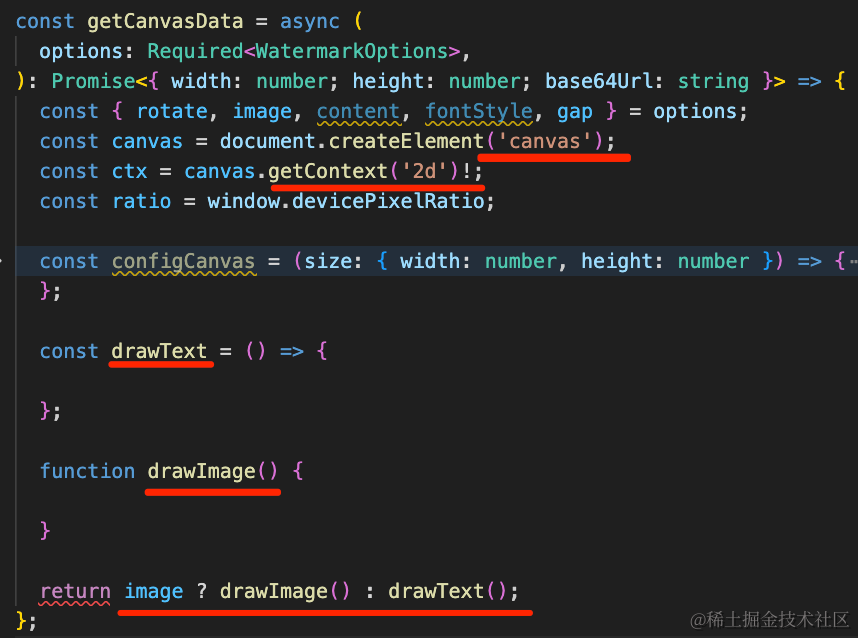 const getCanvasData = async (
  options: Required<WatermarkOptions>,
): Promise<{ width: number; height: number; base64Url: string }> => {
  const { rotate, image, content, fontStyle, gap } = options;
  const canvas = document.createElement('canvas');
  const ctx = canvas.getContext('2d')!;
  const ratio = window.devicePixelRatio;
  const configCanvas = (size: { width: number, height: number }) => {…
  };
  const drawText = () => {
  };
  function drawImage() {
  }
  return image ? drawImage() : drawText();
};
@稀土掘金技术社区